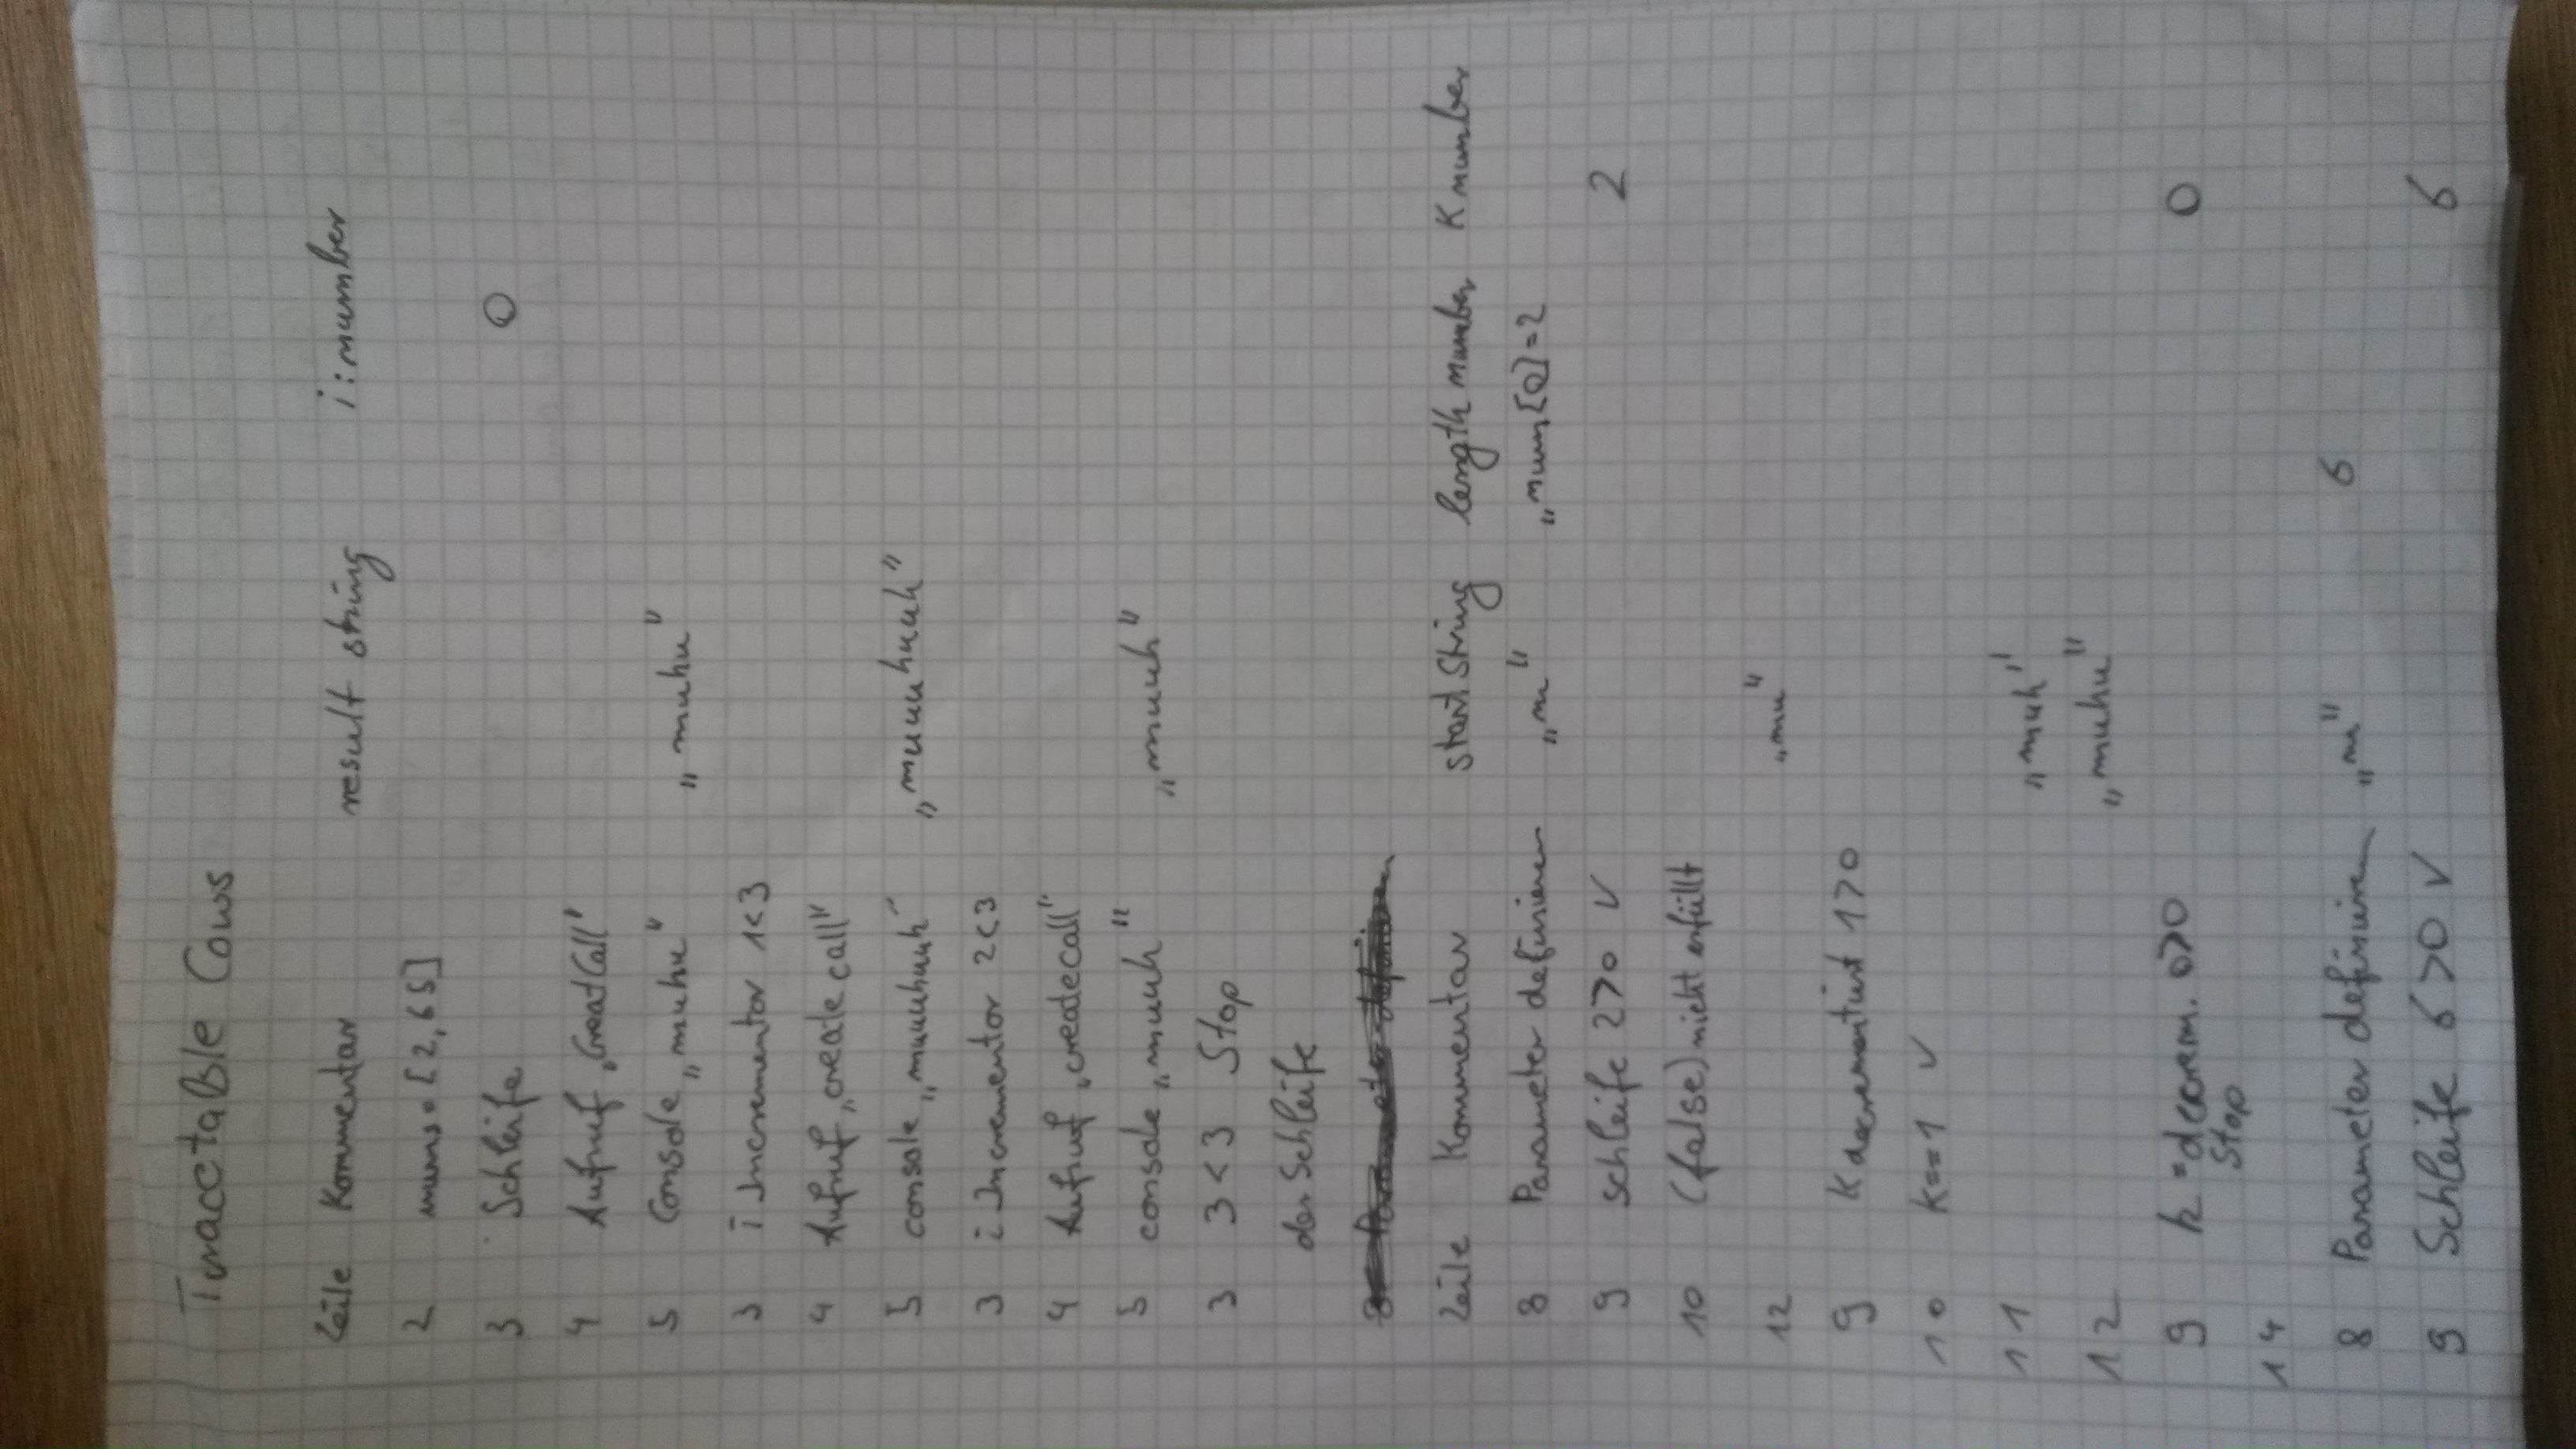 Tracetable Cows
Zeile Kommentar result string i:number
2 nums=[2,65]
3 Schleife 0
4 Aufruf „CreatCall"
5 Console „muhu" „muhu"
3 i Incrementor 1<3
4 Aufruf „create call"
5 console „muuuhuuh" „muuuhuuh"
3 i Incrementor 2<3
4 Aufruf „createcall"
5 console „muuh" „muuh"
3 3<3 Stop
der Schleife
Zeile Kommentar start String length number K number
8 Parameter definieren „m" „num[0]=2
9 schleife 2>0 ✓ 2
10 (false) nicht erfüllt
12 „mu"
9 K decrementiert 1>0
10 k==1 ✓
11 „muh"
12 „muhu"
9 k =decrem. 0>0 0
Stop
14
8 Parameter definieren „m" 6
9 Schleife 6>0 ✓ 6